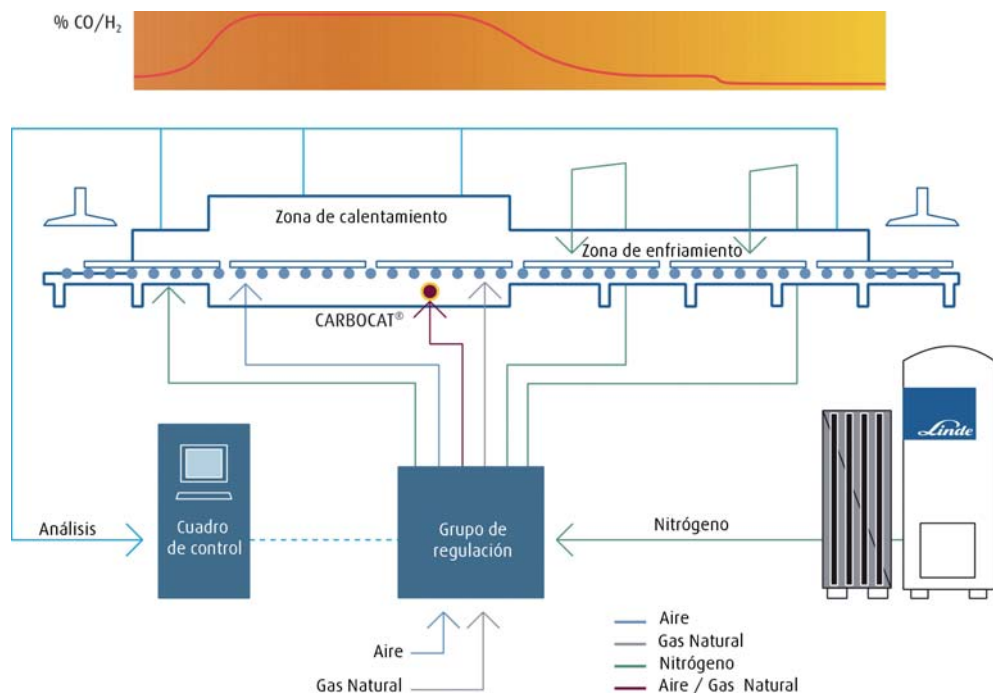 % CO/H₂
Zona de calentamiento
Zona de enfriamiento
CARBOCAT®
Linde
Análisis
Cuadro
de control
Grupo de
regulación
Nitrógeno
Aire
Gas Natural
Aire
Gas Natural
Nitrógeno
Aire / Gas Natural